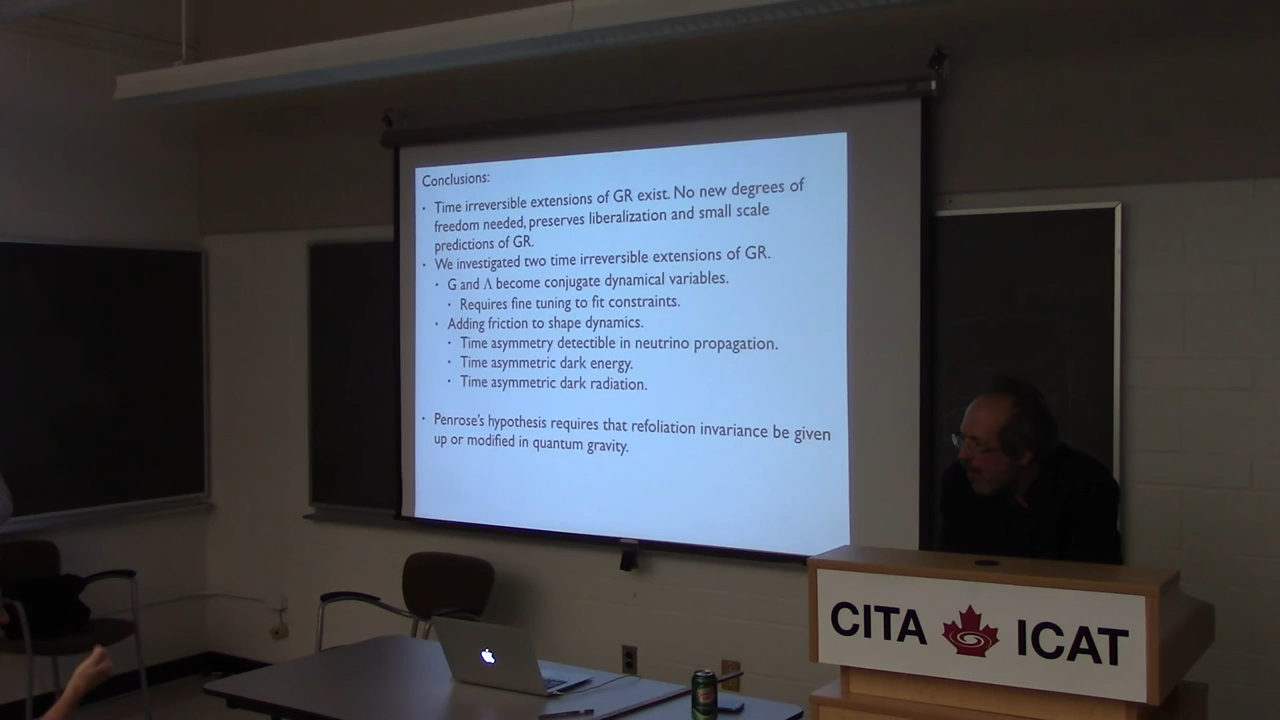 Conclusions:
· Time irreversible extensions of GR exist. No new degrees of
freedom needed, preserves liberalization and small scale
predictions of GR.
· We investigated two time irreversible extensions of GR.
· G and Λ become conjugate dynamical variables.
· Requires fine tuning to fit constraints.
· Adding friction to shape dynamics.
· Time asymmetry detectible in neutrino propagation.
· Time asymmetric dark energy.
· Time asymmetric dark radiation.
· Penrose's hypothesis requires that refoliation invariance be given
up or modified in quantum gravity.
CITA ICAT